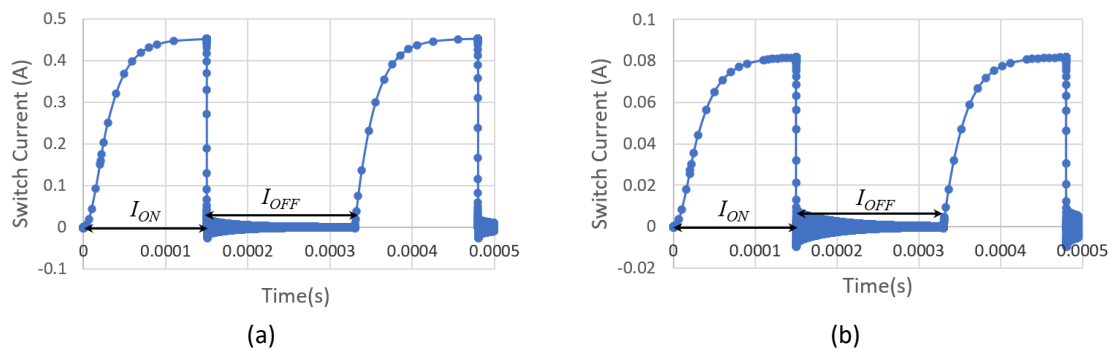 0.5
0.4
0.3
0.2
0.1
0
-0.1
Switch Current (A)
I_ON
I_OFF
0 0.0001 0.0002 0.0003 0.0004 0.0005
Time(s)
(a)
0.1
0.08
0.06
0.04
0.02
0
-0.02
Switch Current (A)
I_ON
I_OFF
0 0.0001 0.0002 0.0003 0.0004 0.0005
Time(s)
(b)